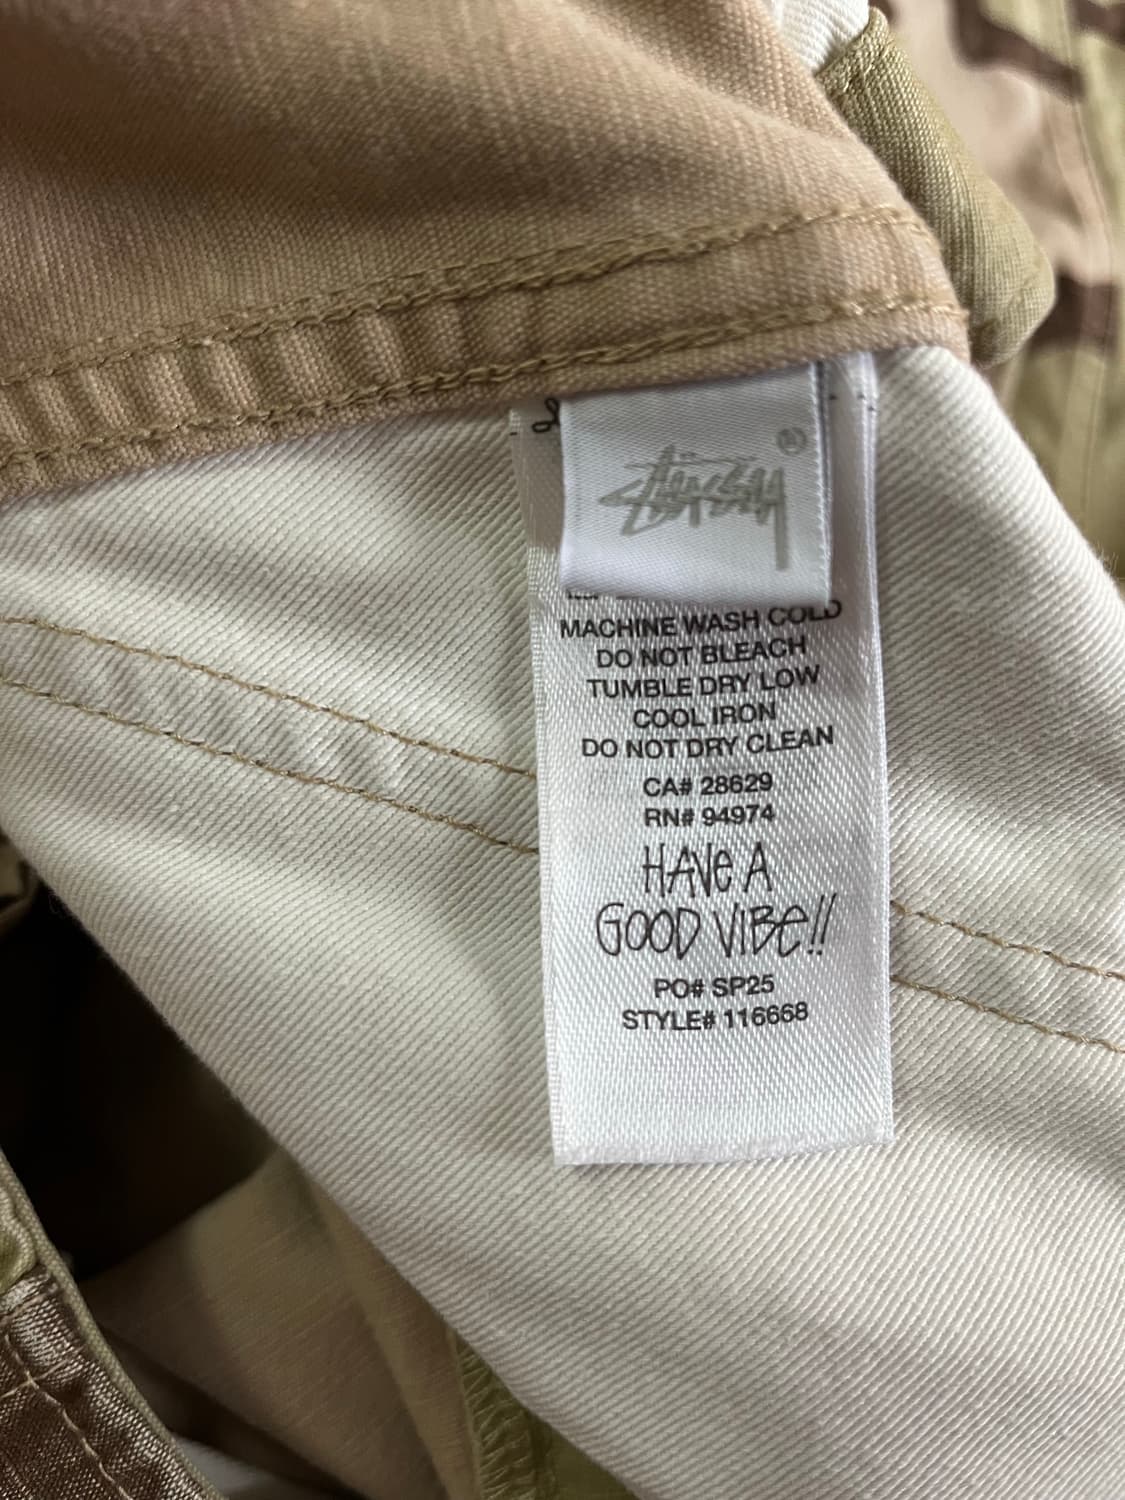 Stüssy ®
MACHINE WASH COLD
DO NOT BLEACH
TUMBLE DRY LOW
COOL IRON
DO NOT DRY CLEAN
CA# 28629
RN# 94974
HAVe A
GOOD VIBe!!
PO# SP25
STYLE# 116668